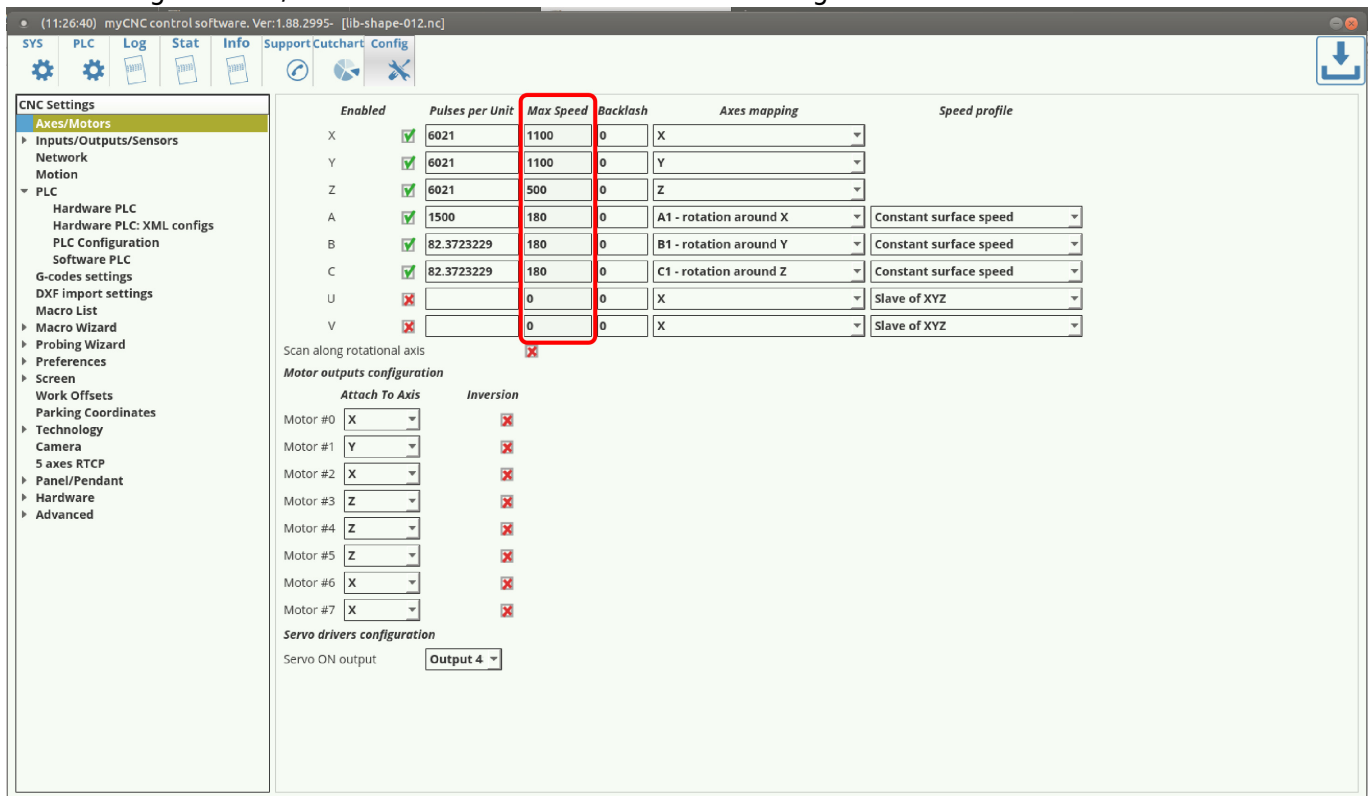 (11:26:40) myCNC control software. Ver:1.88.2995- [lib-shape-012.nc]
SYS PLC Log Stat Info Support Cutchart Config
CNC Settings
Axes/Motors
Inputs/Outputs/Sensors
Network
Motion
PLC
Hardware PLC
Hardware PLC: XML configs
PLC Configuration
Software PLC
G-codes settings
DXF import settings
Macro List
Macro Wizard
Probing Wizard
Preferences
Screen
Work Offsets
Parking Coordinates
Technology
Camera
5 axes RTCP
Panel/Pendant
Hardware
Advanced
Enabled Pulses per Unit Max Speed Backlash Axes mapping Speed profile
X 6021 1100 0 X
Y 6021 1100 0 Y
Z 6021 500 0 Z
A 1500 180 0 A1 - rotation around X Constant surface speed
B 82.3723229 180 0 B1 - rotation around Y Constant surface speed
C 82.3723229 180 0 C1 - rotation around Z Constant surface speed
U 0 0 X Slave of XYZ
V 0 0 X Slave of XYZ
Scan along rotational axis
Motor outputs configuration
Attach To Axis Inversion
Motor #0 X
Motor #1 Y
Motor #2 X
Motor #3 Z
Motor #4 Z
Motor #5 Z
Motor #6 X
Motor #7 X
Servo drivers configuration
Servo ON output Output 4